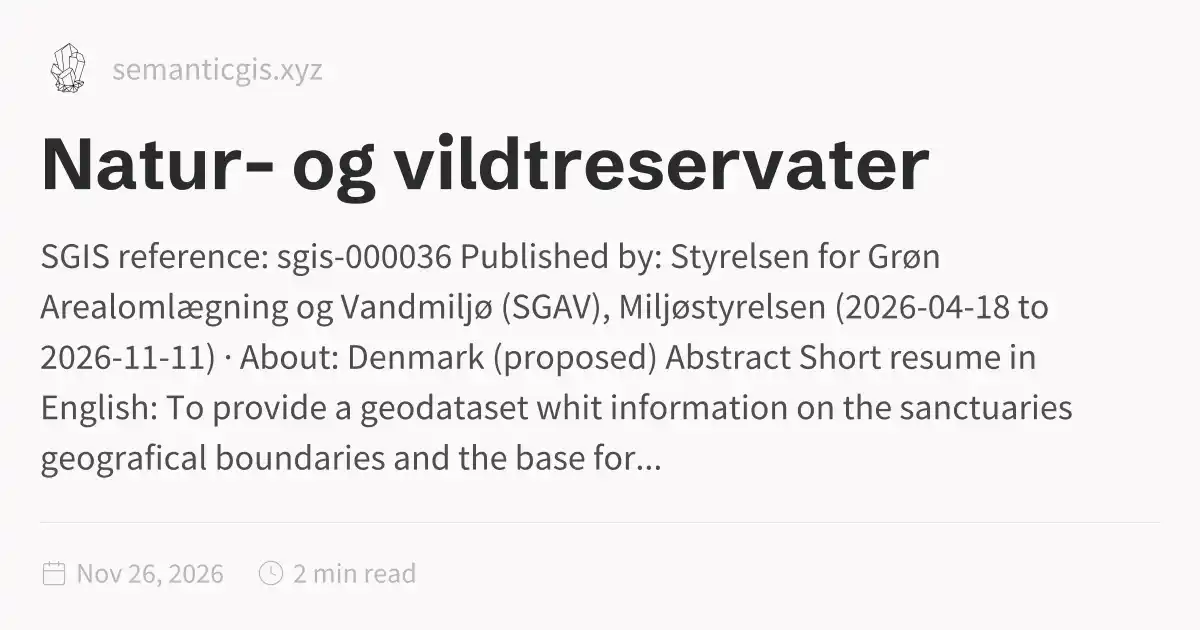 semanticgis.xyz
Natur- og vildtreservater
SGIS reference: sgis-000036 Published by: Styrelsen for Grøn
Arealomlægning og Vandmiljø (SGAV), Miljøstyrelsen (2026-04-18 to
2026-11-11) · About: Denmark (proposed) Abstract Short resume in
English: To provide a geodataset whit information on the sanctuaries
geografical boundaries and the base for...
Nov 26, 2026 2 min read